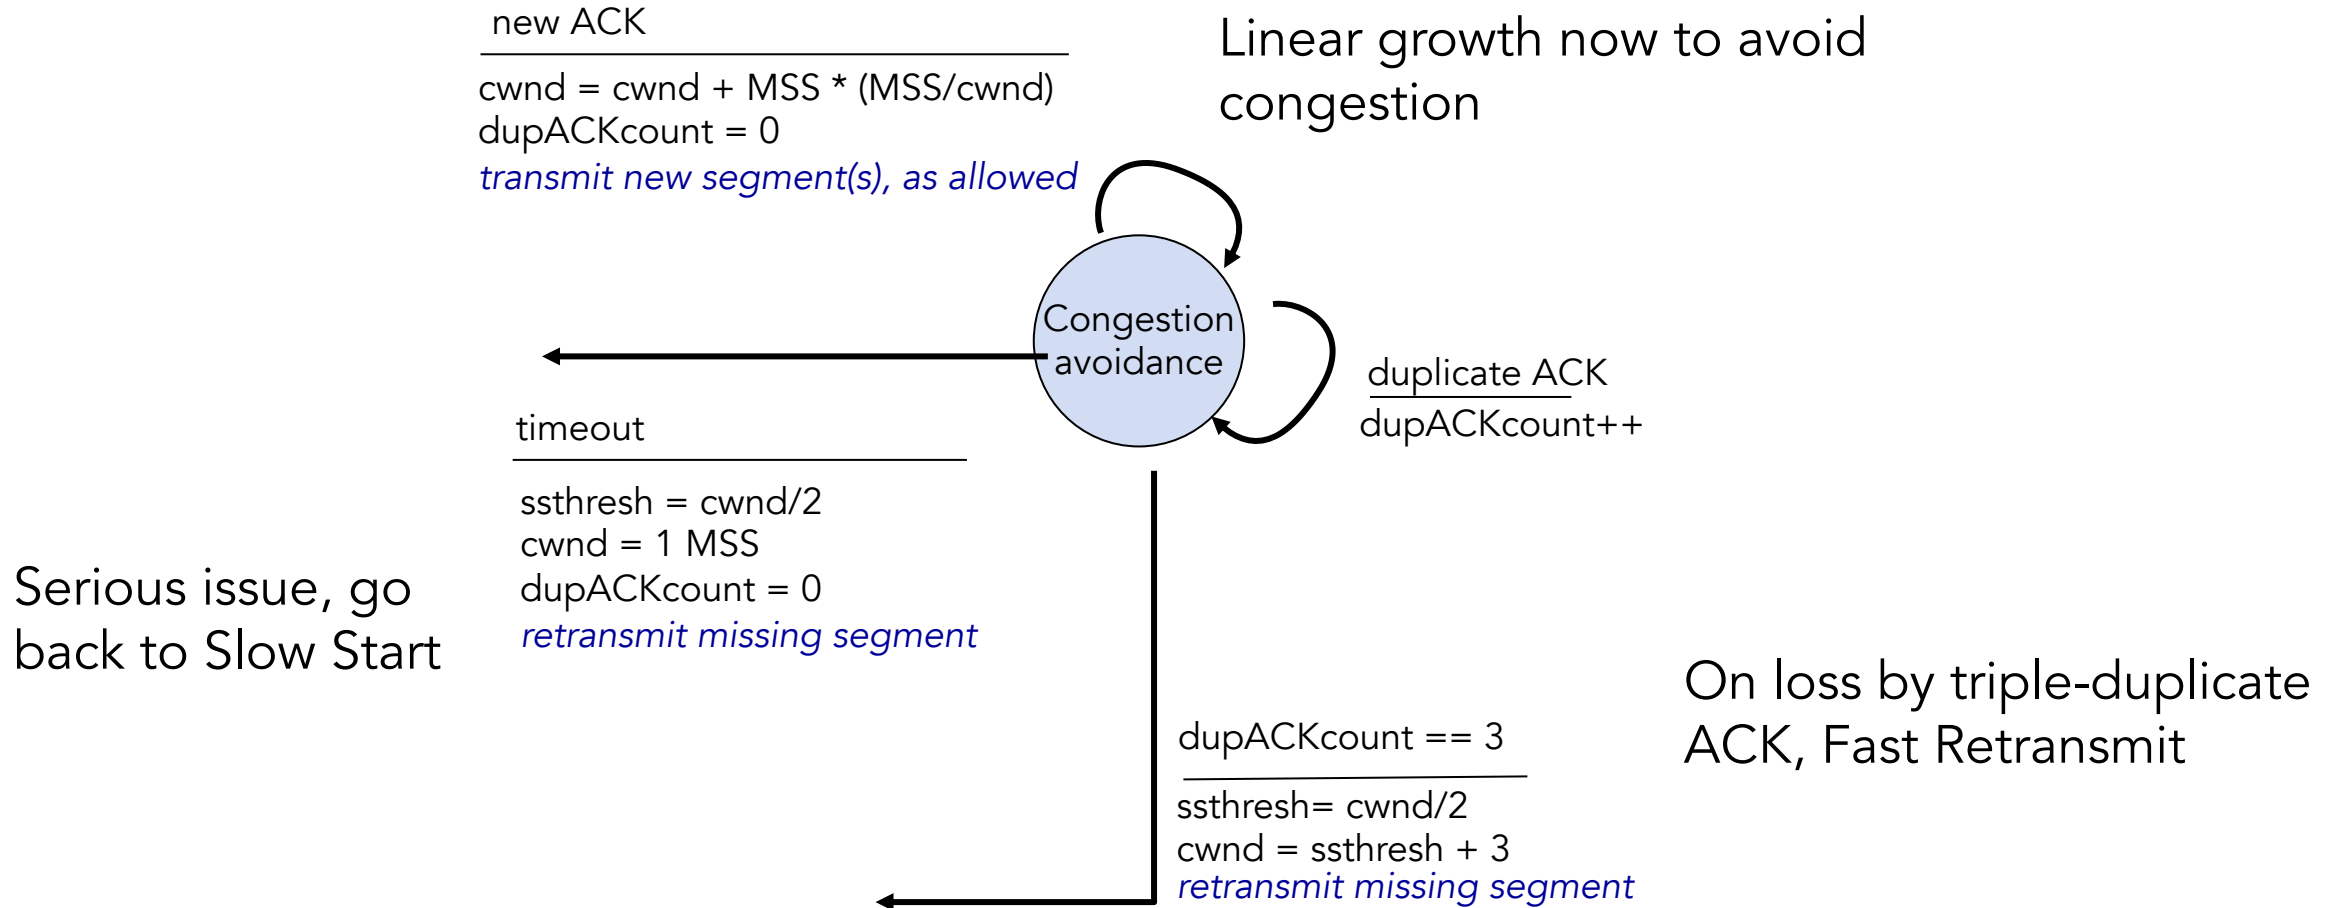 new ACK
cwnd = cwnd + MSS * (MSS/cwnd)
dupACKcount = 0
transmit new segment(s), as allowed
Linear growth now to avoid
congestion
Congestion
avoidance
duplicate ACK
dupACKcount++
timeout
ssthresh = cwnd/2
cwnd = 1 MSS
dupACKcount = 0
retransmit missing segment
Serious issue, go
back to Slow Start
dupACKcount == 3
ssthresh= cwnd/2
cwnd = ssthresh + 3
retransmit missing segment
On loss by triple-duplicate
ACK, Fast Retransmit